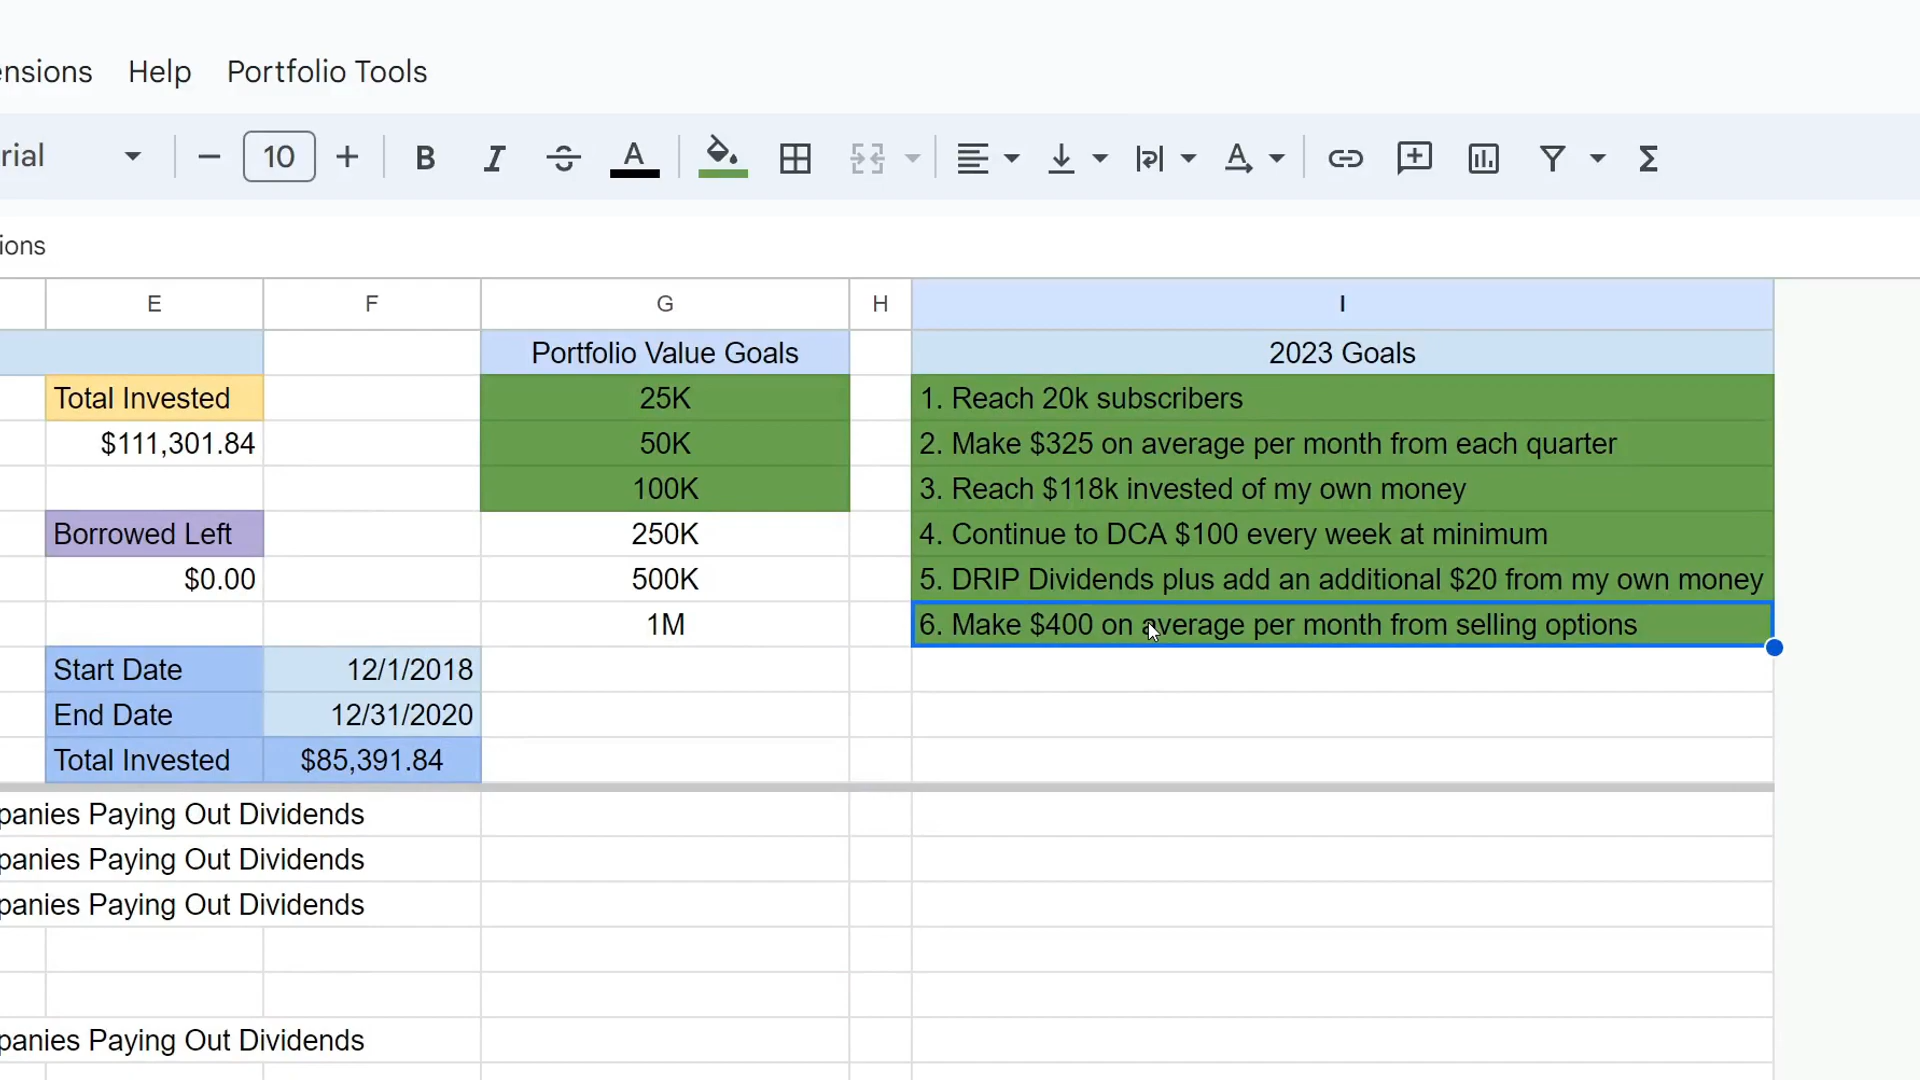 ensions Help Portfolio Tools
rial 10
ions
E F G H I
Portfolio Value Goals 2023 Goals
Total Invested 25K 1. Reach 20k subscribers
$111,301.84 50K 2. Make $325 on average per month from each quarter
100K 3. Reach $118k invested of my own money
Borrowed Left 250K 4. Continue to DCA $100 every week at minimum
$0.00 500K 5. DRIP Dividends plus add an additional $20 from my own money
1M 6. Make $400 on average per month from selling options
Start Date 12/1/2018
End Date 12/31/2020
Total Invested $85,391.84
panies Paying Out Dividends
panies Paying Out Dividends
panies Paying Out Dividends
panies Paying Out Dividends